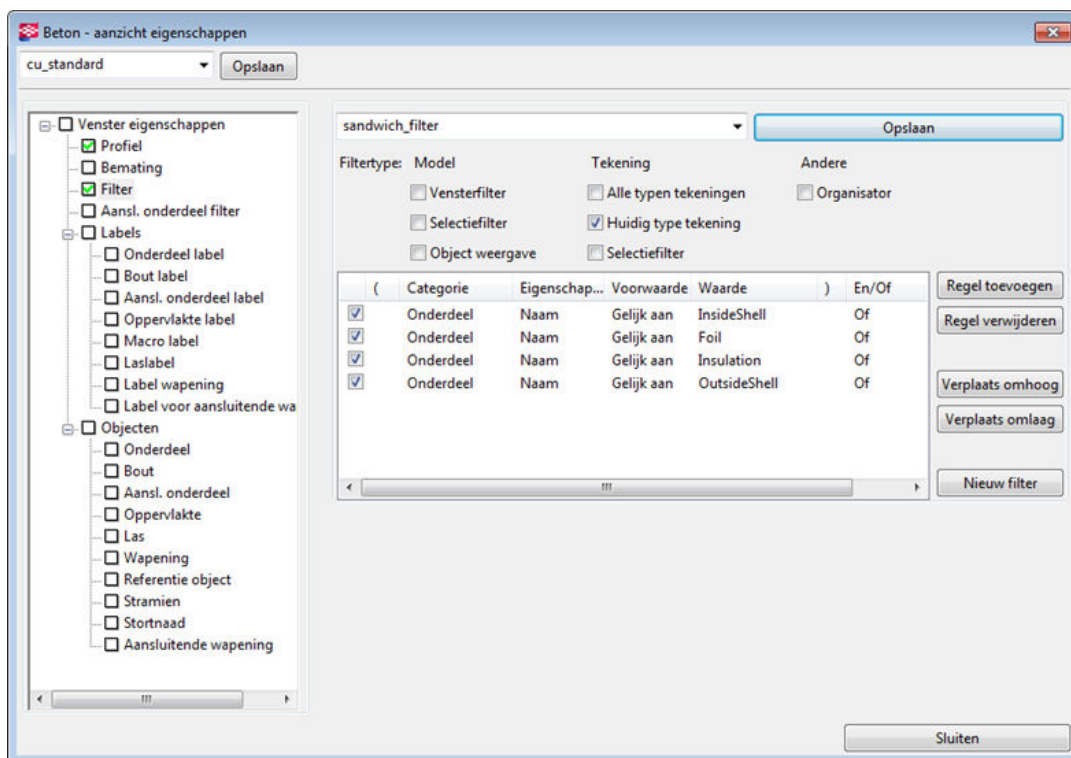 Beton - aanzicht eigenschappen
cu_standard
Opslaan
Venster eigenschappen
Profiel
Bemating
Filter
Aansl. onderdeel filter
Labels
Onderdeel label
Bout label
Aansl. onderdeel label
Oppervlakte label
Macro label
Laslabel
Label wapening
Label voor aansluitende wa
Objecten
Onderdeel
Bout
Aansl. onderdeel
Oppervlakte
Las
Wapening
Referentie object
Stramien
Stortnaad
Aansluitende wapening
sandwich_filter
Opslaan
Filtertype: Model Tekening Andere
Vensterfilter Alle typen tekeningen Organisator
Selectiefilter Huidig type tekening
Object weergave Selectiefilter
( Categorie Eigenschap... Voorwaarde Waarde ) En/Of
Onderdeel Naam Gelijk aan InsideShell Of
Onderdeel Naam Gelijk aan Foil Of
Onderdeel Naam Gelijk aan Insulation Of
Onderdeel Naam Gelijk aan OutsideShell Of
Regel toevoegen
Regel verwijderen
Verplaats omhoog
Verplaats omlaag
Nieuw filter
Sluiten